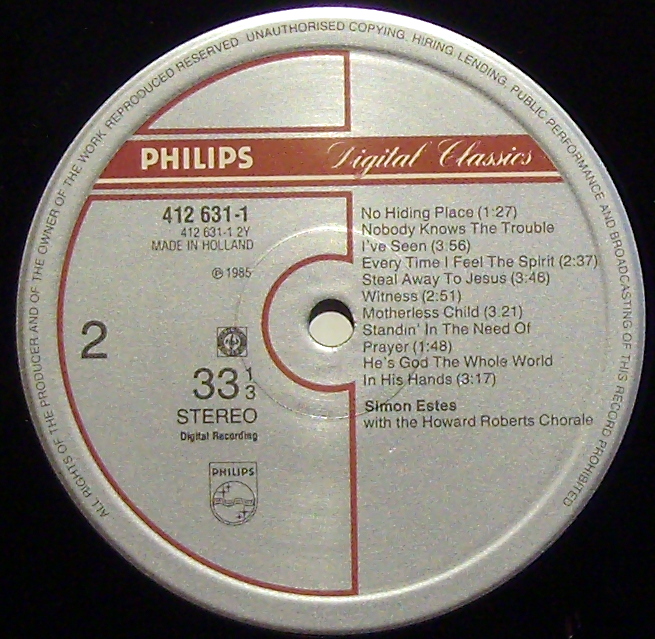 ALL RIGHTS OF THE PRODUCER AND OF THE OWNER OF THE WORK REPRODUCED RESERVED UNAUTHORISED COPYING, HIRING, LENDING, PUBLIC PERFORMANCE AND BROADCASTING OF THIS RECORD PROHIBITED
PHILIPS Digital Classics
412 631-1
412 631-1 2Y
MADE IN HOLLAND
℗ 1985
2
33 1/3
STEREO
Digital Recording
PHILIPS
No Hiding Place (1:27)
Nobody Knows The Trouble
I've Seen (3:56)
Every Time I Feel The Spirit (2:37)
Steal Away To Jesus (3:46)
Witness (2:51)
Motherless Child (3.21)
Standin' In The Need Of
Prayer (1:48)
He's God The Whole World
In His Hands (3:17)
Simon Estes
with the Howard Roberts Chorale